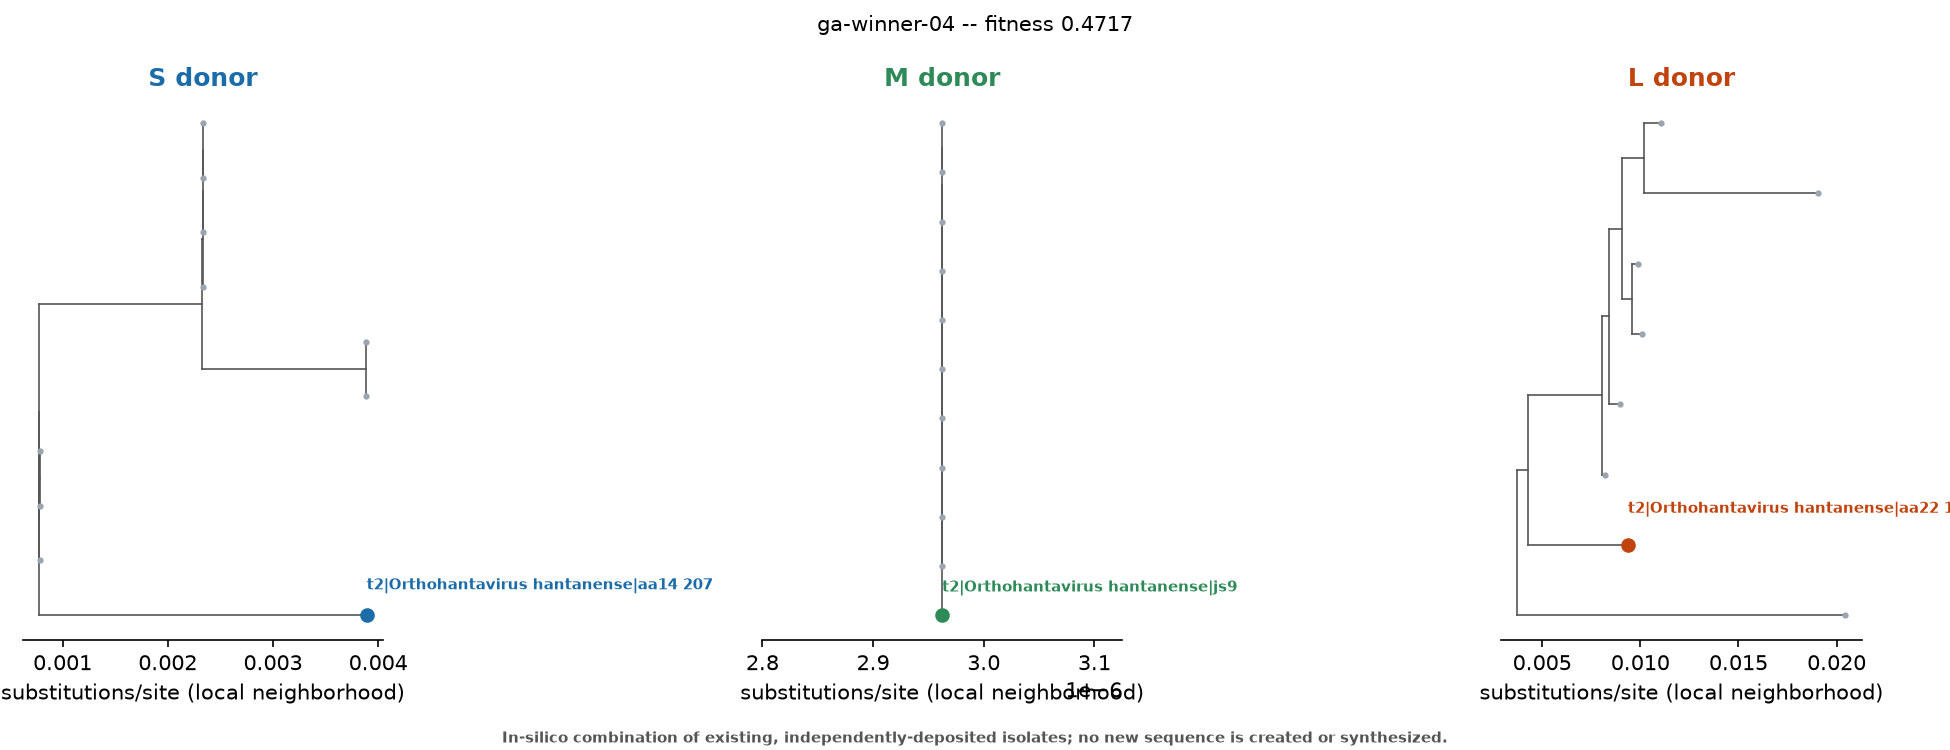 ga-winner-04 -- fitness 0.4717
S donor
M donor
L donor
t2|Orthohantavirus hantanense|aa14 207
t2|Orthohantavirus hantanense|js9
t2|Orthohantavirus hantanense|aa22 1
0.001 0.002 0.003 0.004
2.8 2.9 3.0 3.1
0.005 0.010 0.015 0.020
substitutions/site (local neighborhood)
substitutions/site (local neighborhood)
1e−6
substitutions/site (local neighborhood)
In-silico combination of existing, independently-deposited isolates; no new sequence is created or synthesized.